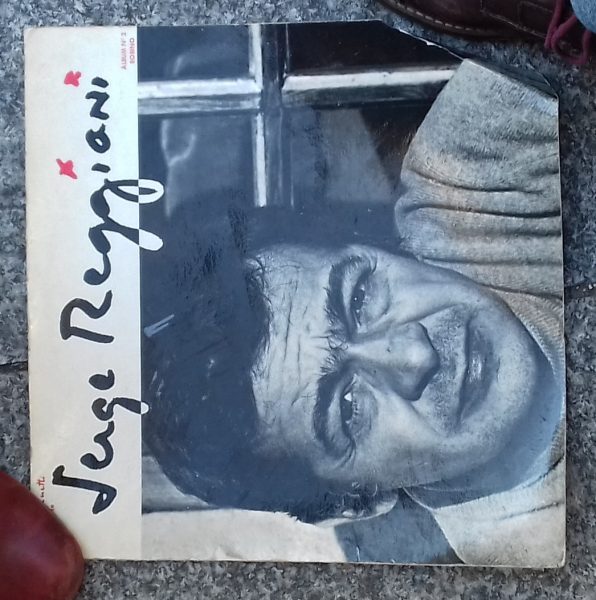 Serge Reggiani
ALBUM N° 2
BOBINO